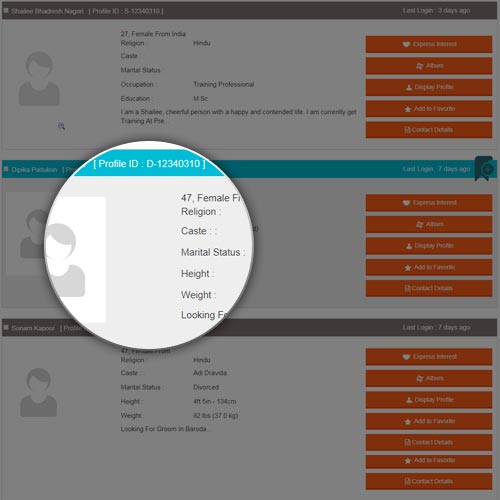 Shailee Bhadresh Nagori [ Profile ID : S-12340319 ] Last Login : 3 days ago
27, Female From India
Religion : Hindu
Caste : :
Marital Status :
Occupation : Training Professional
Education : M Sc
I am a Shailee, cheerful person with a happy and contended life. I am currently get
Training At Pre...
Express Interest
Album
Display Profile
Add to Favorite
Contact Details
Dipika Padukon [ Profile Last Login : 7 days ago
[ Profile ID : D-12340310 ]
47, Female Fr
Religion :
Caste : :
Marital Status :
Height :
Weight :
Looking Fo
Express Interest
Album
Display Profile
Add to Favorite
Contact Details
Sonam Kapoor [ Profile Last Login : 7 days ago
47, Female From
Religion : Hindu
Caste : : Adi Dravida
Marital Status : Divorced
Height : 4ft 5in - 134cm
Weight : 82 lbs (37.0 kg)
Looking For Groom In Baroda...
Express Interest
Album
Display Profile
Add to Favorite
Contact Details
Add to Favorite
Contact Details